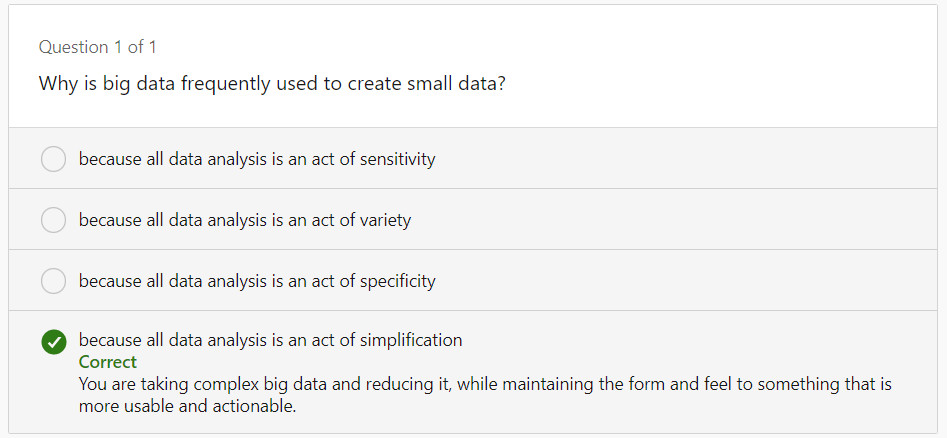 Question 1 of 1
Why is big data frequently used to create small data?
because all data analysis is an act of sensitivity
because all data analysis is an act of variety
because all data analysis is an act of specificity
because all data analysis is an act of simplification
Correct
You are taking complex big data and reducing it, while maintaining the form and feel to something that is
more usable and actionable.